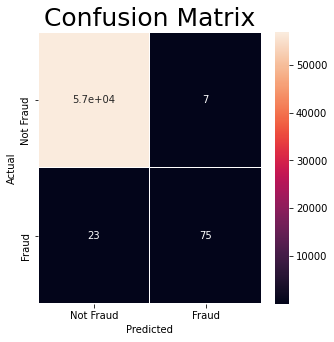 Confusion Matrix
Not Fraud
Fraud
Actual
5.7e+04
7
23
75
Not Fraud
Fraud
Predicted
50000
40000
30000
20000
10000